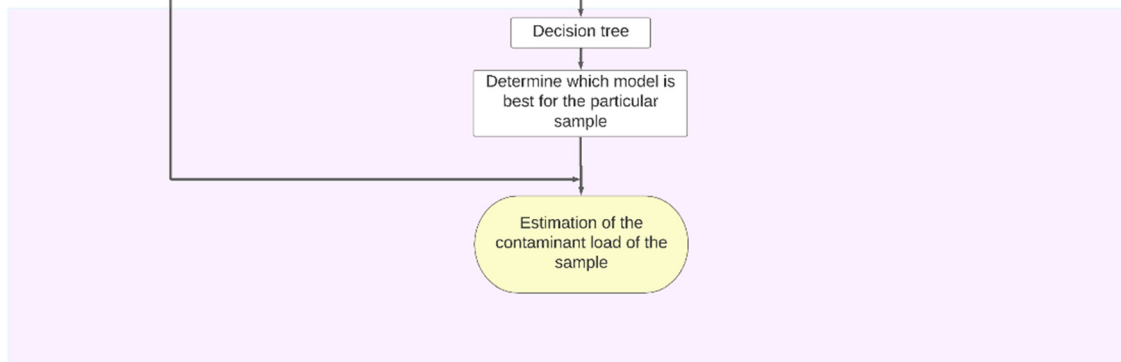 Decision tree
Determine which model is
best for the particular
sample
Estimation of the
contaminant load of the
sample